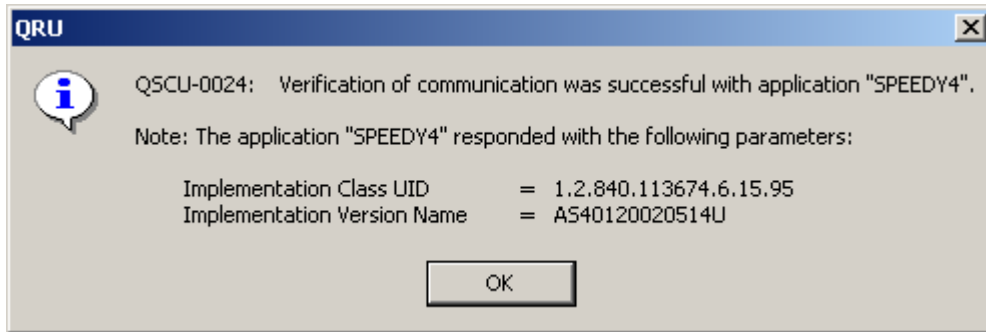 QRU
QSCU-0024: Verification of communication was successful with application "SPEEDY4".
Note: The application "SPEEDY4" responded with the following parameters:
Implementation Class UID = 1.2.840.113674.6.15.95
Implementation Version Name = AS40120020514U
OK